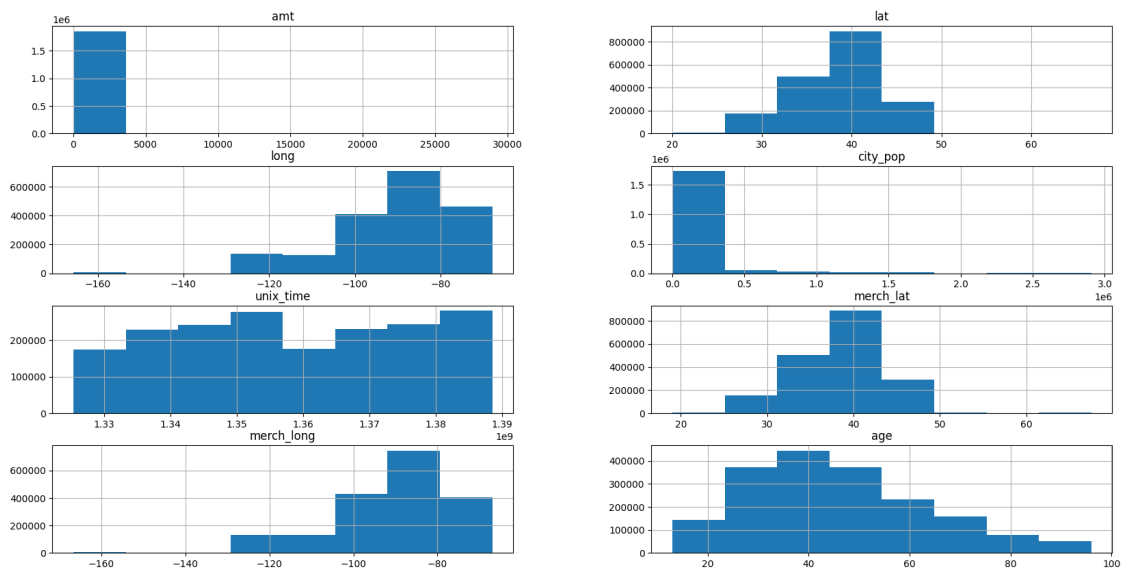 amt
1e6
1.5
1.0
0.5
0.0
0 5000 10000 15000 20000 25000 30000
lat
800000
600000
400000
200000
0
20 30 40 50 60
long
600000
400000
200000
0
−160 −140 −120 −100 −80
city_pop
1e6
1.5
1.0
0.5
0.0
0.0 0.5 1.0 1.5 2.0 2.5 3.0
1e6
unix_time
200000
100000
0
1.33 1.34 1.35 1.36 1.37 1.38 1.39
1e9
merch_lat
800000
600000
400000
200000
0
20 30 40 50 60
merch_long
600000
400000
200000
0
−160 −140 −120 −100 −80
age
400000
300000
200000
100000
0
20 40 60 80 100